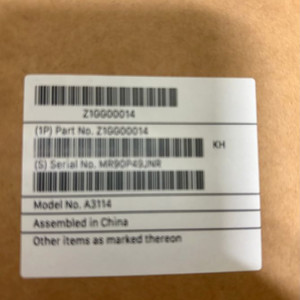 Z1GG00014
(1P) Part No. Z1GG00014
KH
(S) Serial No. MR90P49JNR
Model No. A3114
Assembled in China
Other items as marked thereon